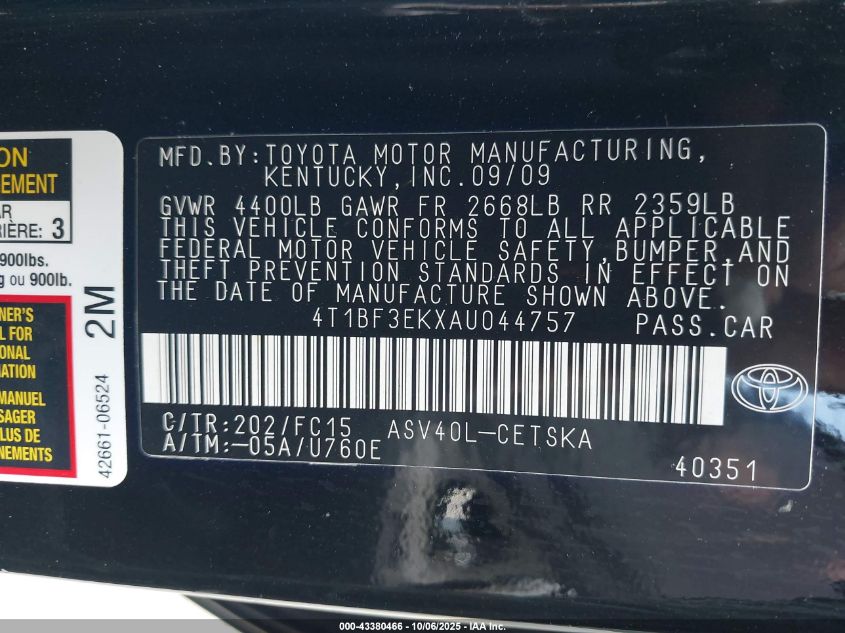 ON
EMENT
AR
RIÈRE: 3
900lbs.
g ou 900lb.
NER'S
L FOR
ONAL
MATION
MANUEL
SSAGER
S DE
NEMENTS
2M
42661-06524
MFD.BY:TOYOTA MOTOR MANUFACTURING,
KENTUCKY,INC.09/09
GVWR 4400LB GAWR FR 2668LB RR 2359LB
THIS VEHICLE CONFORMS TO ALL APPLICABLE
FEDERAL MOTOR VEHICLE SAFETY,BUMPER,AND
THEFT PREVENTION STANDARDS IN EFFECT ON
THE DATE OF MANUFACTURE SHOWN ABOVE.
4T1BF3EKXAU044757 PASS.CAR
C/TR:202/FC15 ASV40L-CETSKA
A/TM:-05A/U760E
40351
000-43380466 - 10/06/2025 - IAA Inc.